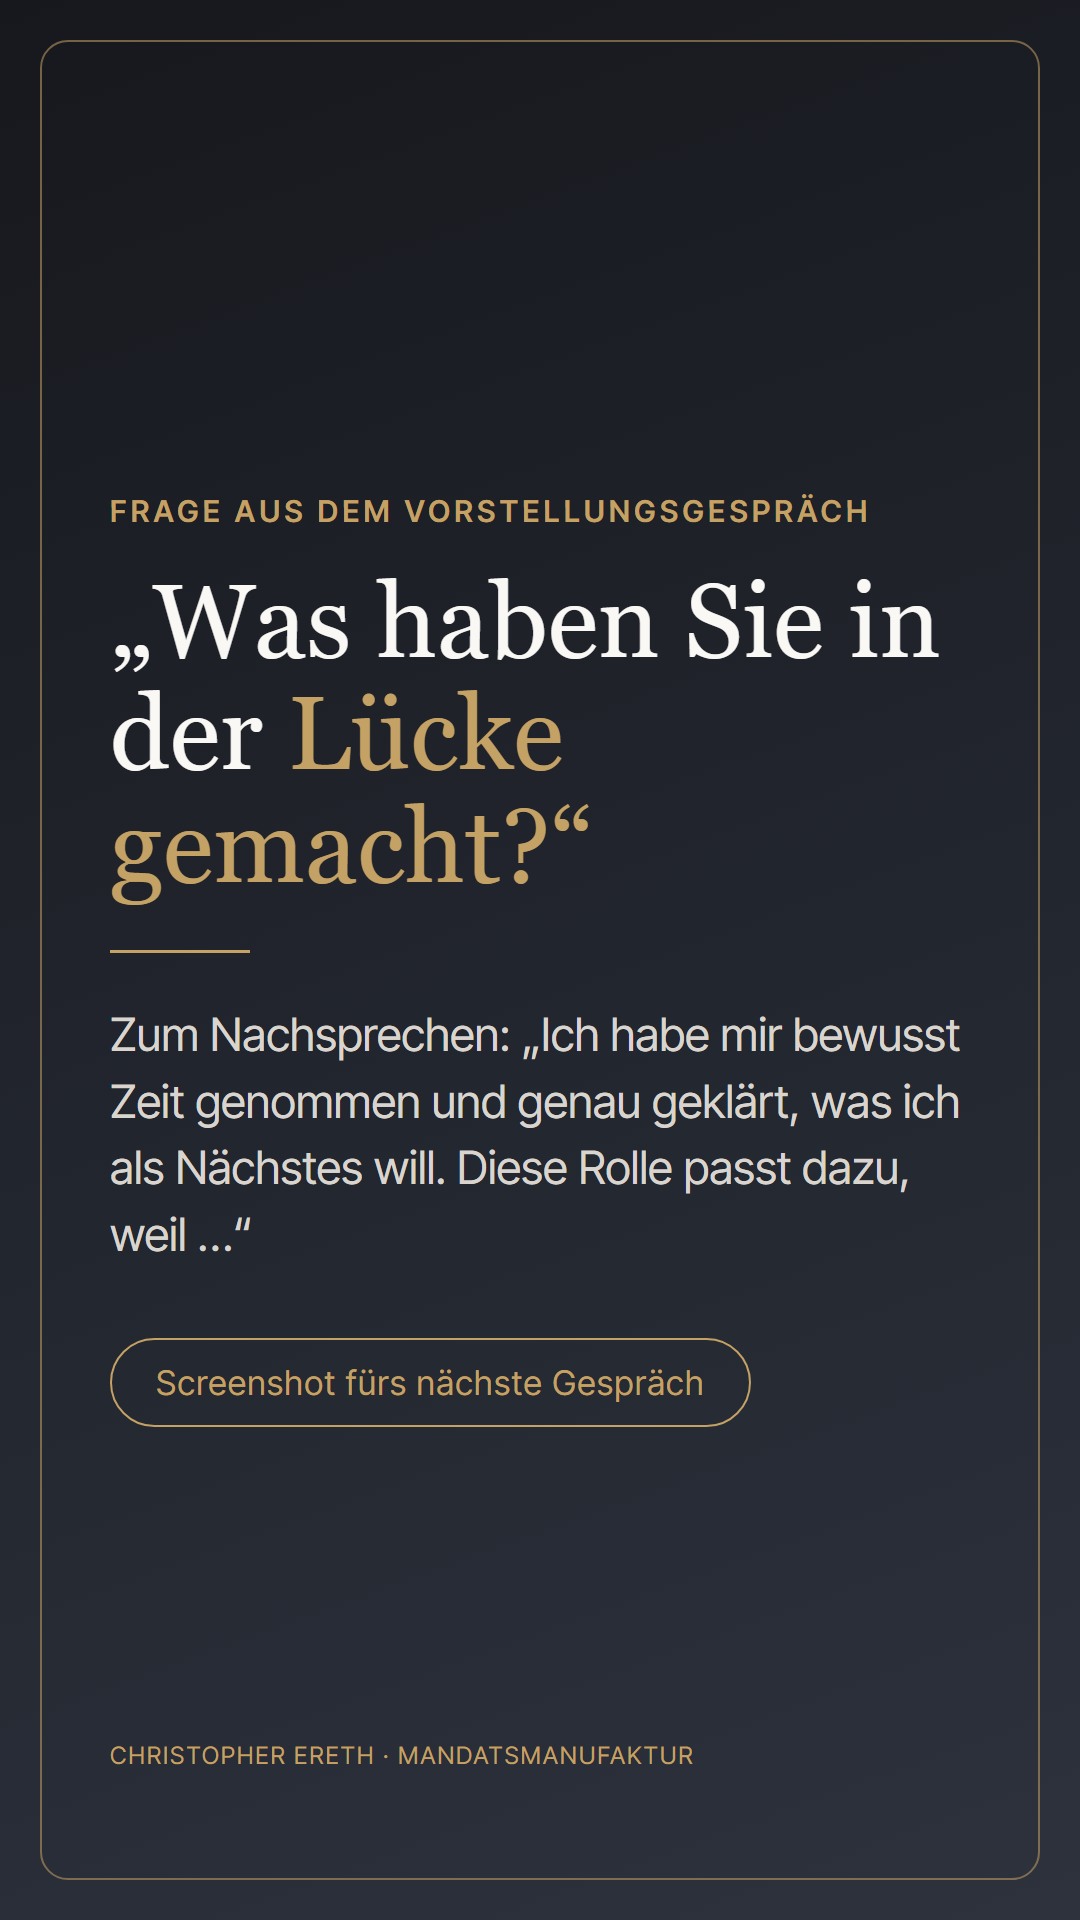 FRAGE AUS DEM VORSTELLUNGSGESPRÄCH
„Was haben Sie in
der Lücke
gemacht?“
Zum Nachsprechen: „Ich habe mir bewusst
Zeit genommen und genau geklärt, was ich
als Nächstes will. Diese Rolle passt dazu,
weil …“
Screenshot fürs nächste Gespräch
CHRISTOPHER ERETH · MANDATSMANUFAKTUR